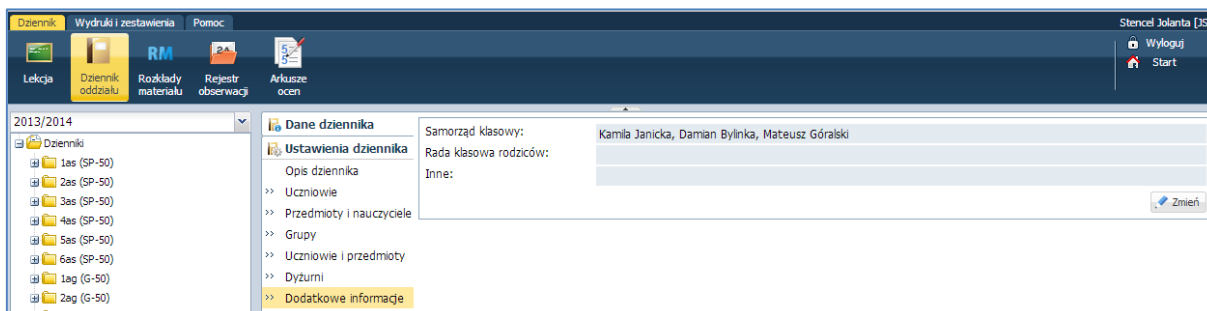 Dziennik Wydruki i zestawienia Pomoc Stencel Jolanta [JS
Wyloguj
Start
RM
Lekcja
Dziennik oddziału
Rozkłady materiału
Rejestr obserwacji
Arkusze ocen
2013/2014
Dzienniki
1as (SP-50)
2as (SP-50)
3as (SP-50)
4as (SP-50)
5as (SP-50)
6as (SP-50)
1ag (G-50)
2ag (G-50)
Dane dziennika
Ustawienia dziennika
Opis dziennika
>> Uczniowie
>> Przedmioty i nauczyciele
>> Grupy
>> Uczniowie i przedmioty
>> Dyżurni
>> Dodatkowe informacje
Samorząd klasowy: Kamila Janicka, Damian Bylinka, Mateusz Góralski
Rada klasowa rodziców:
Inne:
Zmień